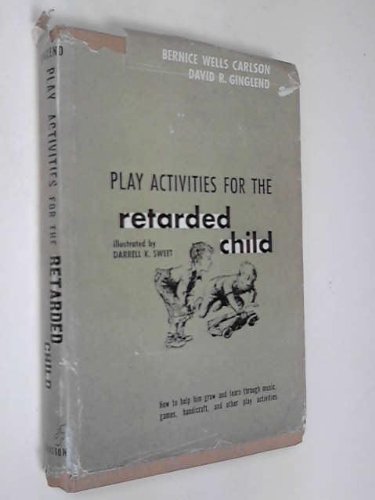 BERNICE WELLS CARLSON
DAVID R. GINGLEND
PLAY ACTIVITIES FOR THE
retarded
child
illustrated by
DARRELL K. SWEET
How to help him grow and learn through music,
games, handicraft, and other play activities
PLAY ACTIVITIES FOR THE RETARDED CHILD